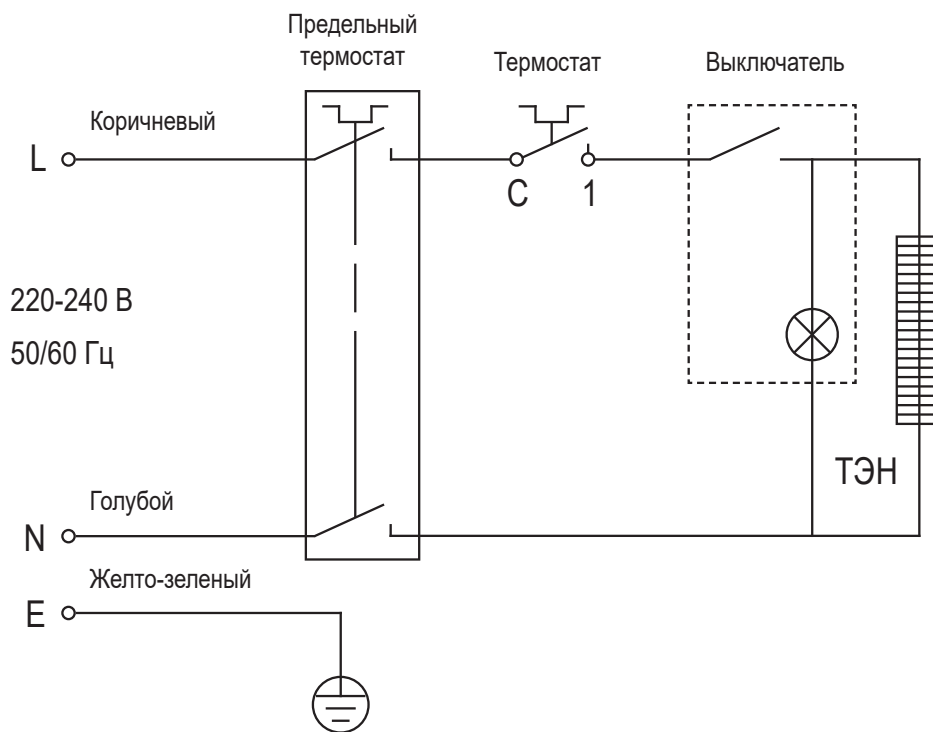 Предельный
термостат
Термостат
Выключатель
Коричневый
L
C
1
220-240 В
50/60 Гц
ТЭН
Голубой
N
Желто-зеленый
E